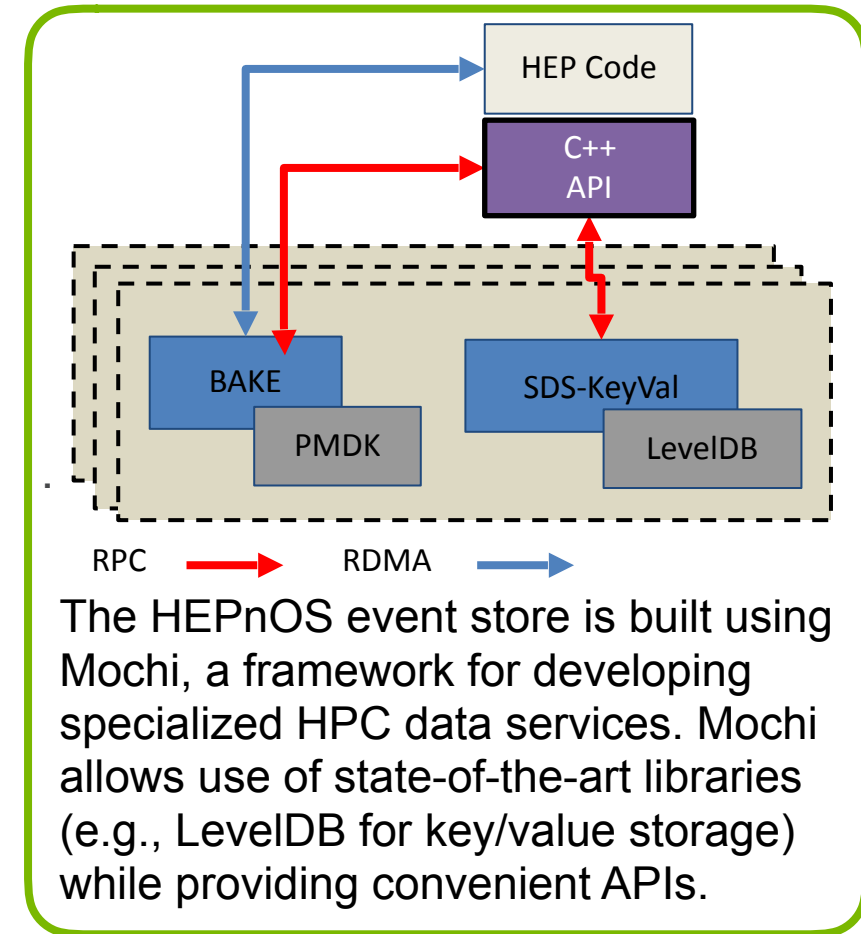 HEP Code
C++
API
BAKE
SDS-KeyVal
PMDK
LevelDB
RPC
RDMA
The HEPnOS event store is built using
Mochi, a framework for developing
specialized HPC data services. Mochi
allows use of state-of-the-art libraries
(e.g., LevelDB for key/value storage)
while providing convenient APIs.